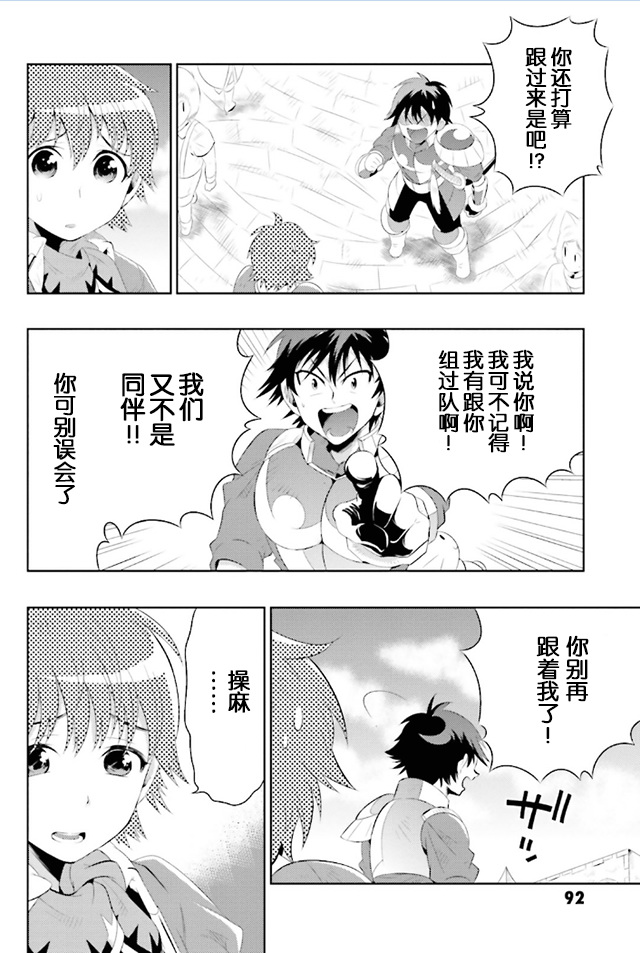 你还打算
跟过来是吧!?
我说你啊！
我可不记得
我有跟你
组过队啊！
我们
又不是
同伴!!
你可别误会了
你别再
跟着我了！
操麻
……
92